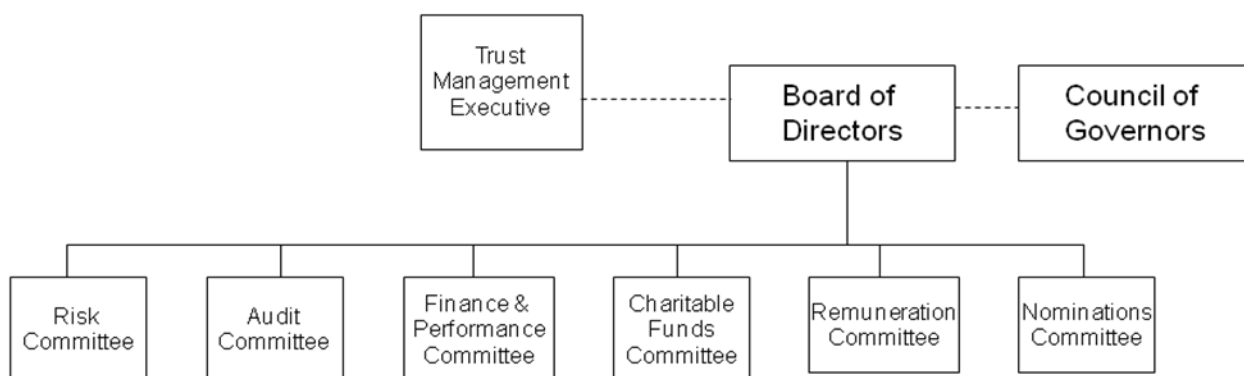 Trust
Management
Executive
Board of
Directors
Council of
Governors
Risk
Committee
Audit
Committee
Finance &
Performance
Committee
Charitable
Funds
Committee
Remuneration
Committee
Nominations
Committee